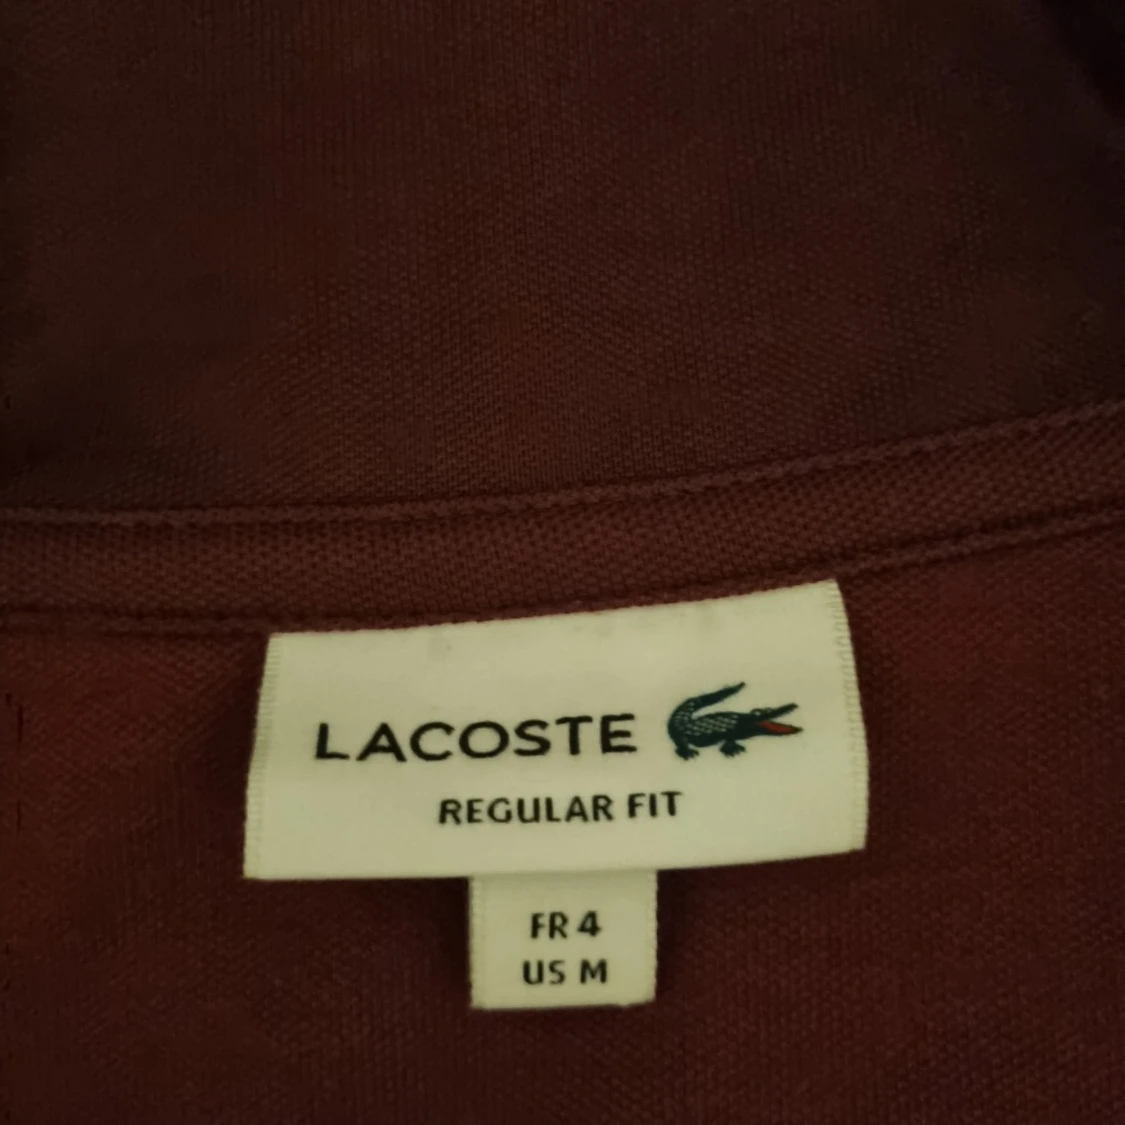 LACOSTE
REGULAR FIT
FR 4
US M